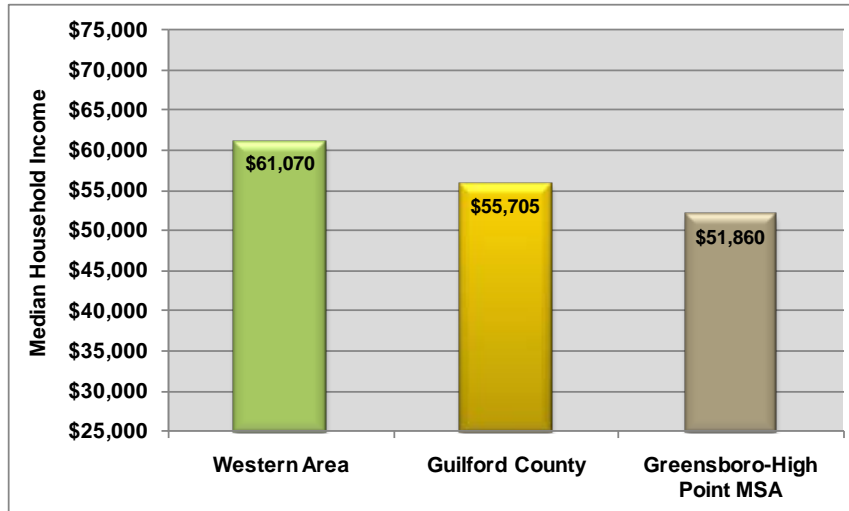 Median Household Income
$75,000
$70,000
$65,000
$60,000
$55,000
$50,000
$45,000
$40,000
$35,000
$30,000
$25,000
$61,070
$55,705
$51,860
Western Area
Guilford County
Greensboro-High
Point MSA